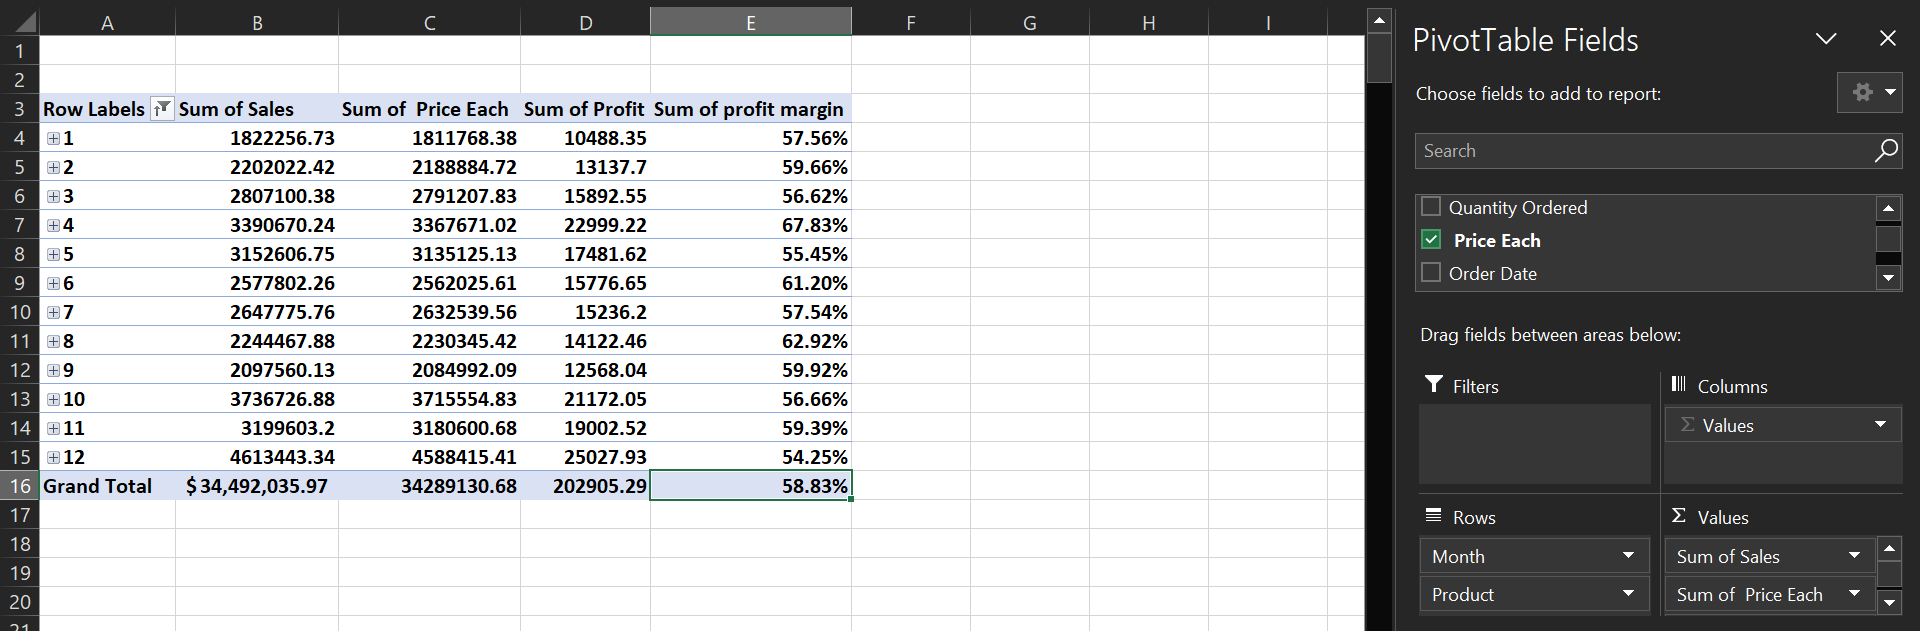 A B C D E F G H I
1
2
3 Row Labels Sum of Sales Sum of  Price Each Sum of Profit Sum of profit margin
4 1 1822256.73 1811768.38 10488.35 57.56%
5 2 2202022.42 2188884.72 13137.7 59.66%
6 3 2807100.38 2791207.83 15892.55 56.62%
7 4 3390670.24 3367671.02 22999.22 67.83%
8 5 3152606.75 3135125.13 17481.62 55.45%
9 6 2577802.26 2562025.61 15776.65 61.20%
10 7 2647775.76 2632539.56 15236.2 57.54%
11 8 2244467.88 2230345.42 14122.46 62.92%
12 9 2097560.13 2084992.09 12568.04 59.92%
13 10 3736726.88 3715554.83 21172.05 56.66%
14 11 3199603.2 3180600.68 19002.52 59.39%
15 12 4613443.34 4588415.41 25027.93 54.25%
16 Grand Total $ 34,492,035.97 34289130.68 202905.29 58.83%
17
18
19
20
21
PivotTable Fields
Choose fields to add to report:
Search
Quantity Ordered
Price Each
Order Date
Drag fields between areas below:
Filters
Columns
Σ Values
Rows
Month
Product
Σ Values
Sum of Sales
Sum of  Price Each